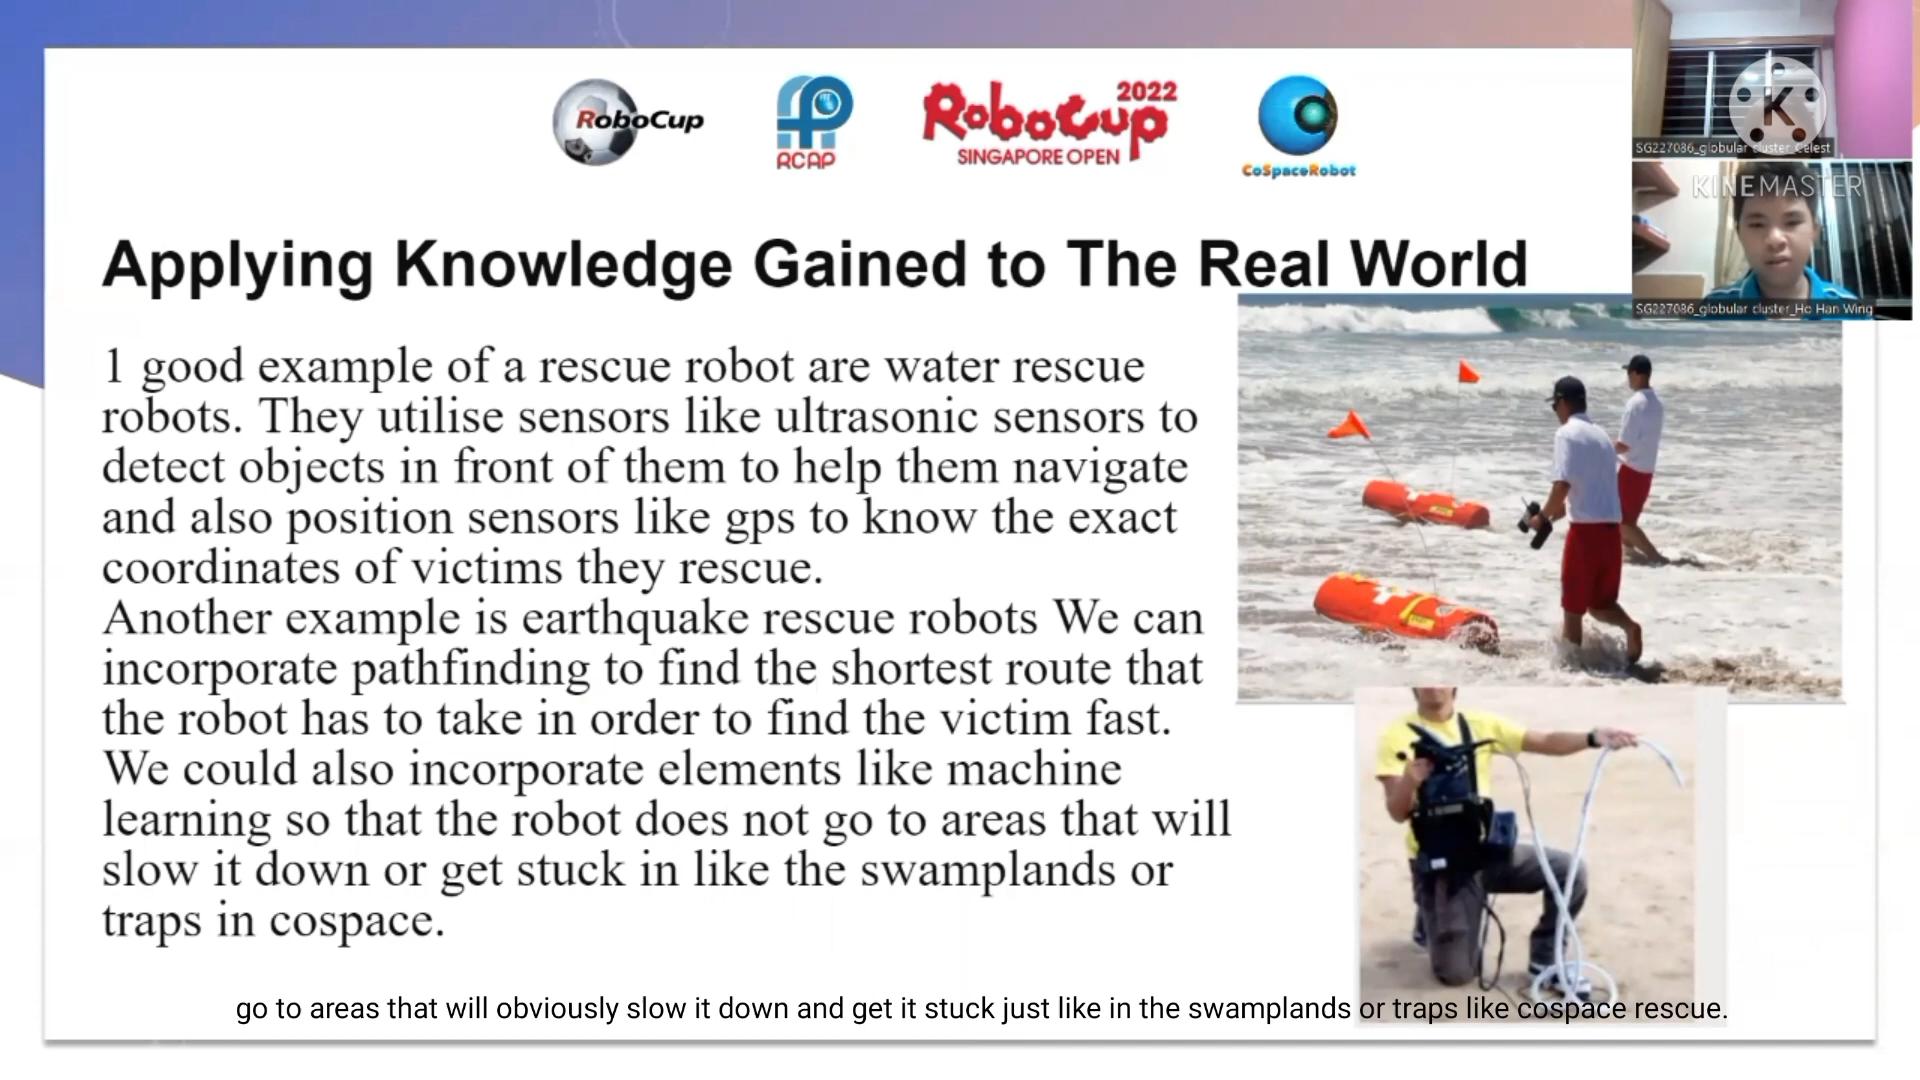 RoboCup
RCAP
RoboCup
2022
SINGAPORE OPEN
CoSpaceRobot
K
SG227086_globular cluster_Celest
KINEMASTER
SG227086_globular cluster_Ho Han Wing
Applying Knowledge Gained to The Real World
1 good example of a rescue robot are water rescue
robots. They utilise sensors like ultrasonic sensors to
detect objects in front of them to help them navigate
and also position sensors like gps to know the exact
coordinates of victims they rescue.
Another example is earthquake rescue robots We can
incorporate pathfinding to find the shortest route that
the robot has to take in order to find the victim fast.
We could also incorporate elements like machine
learning so that the robot does not go to areas that will
slow it down or get stuck in like the swamplands or
traps in cospace.
go to areas that will obviously slow it down and get it stuck just like in the swamplands or traps like cospace rescue.